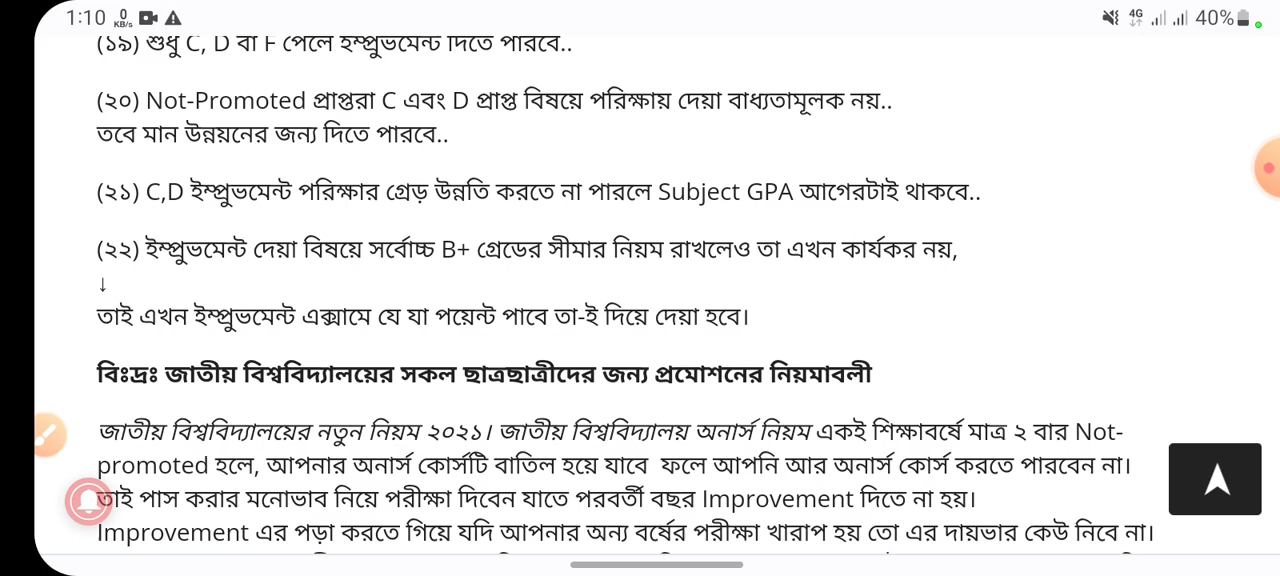 1:10 0 KB/s 4G 40%
(১৯) শুধু C, D বা F পেলে ইম্প্রুভমেন্ট দিতে পারবে..
(২০) Not-Promoted প্রাপ্তরা C এবং D প্রাপ্ত বিষয়ে পরিক্ষায় দেয়া বাধ্যতামূলক নয়..
তবে মান উন্নয়নের জন্য দিতে পারবে..
(২১) C,D ইম্প্রুভমেন্ট পরিক্ষার গ্রেড় উন্নতি করতে না পারলে Subject GPA আগেরটাই থাকবে..
(২২) ইম্প্রুভমেন্ট দেয়া বিষয়ে সর্বোচ্চ B+ গ্রেডের সীমার নিয়ম রাখলেও তা এখন কার্যকর নয়,
↓
তাই এখন ইম্প্রুভমেন্ট এক্সামে যে যা পয়েন্ট পাবে তা-ই দিয়ে দেয়া হবে।
বিঃদ্রঃ জাতীয় বিশ্ববিদ্যালয়ের সকল ছাত্রছাত্রীদের জন্য প্রমোশনের নিয়মাবলী
জাতীয় বিশ্ববিদ্যালয়ের নতুন নিয়ম ২০২১। জাতীয় বিশ্ববিদ্যালয় অনার্স নিয়ম একই শিক্ষাবর্ষে মাত্র ২ বার Not-
promoted হলে, আপনার অনার্স কোর্সটি বাতিল হয়ে যাবে ফলে আপনি আর অনার্স কোর্স করতে পারবেন না।
তাই পাস করার মনোভাব নিয়ে পরীক্ষা দিবেন যাতে পরবর্তী বছর Improvement দিতে না হয়।
Improvement এর পড়া করতে গিয়ে যদি আপনার অন্য বর্ষের পরীক্ষা খারাপ হয় তো এর দায়ভার কেউ নিবে না।